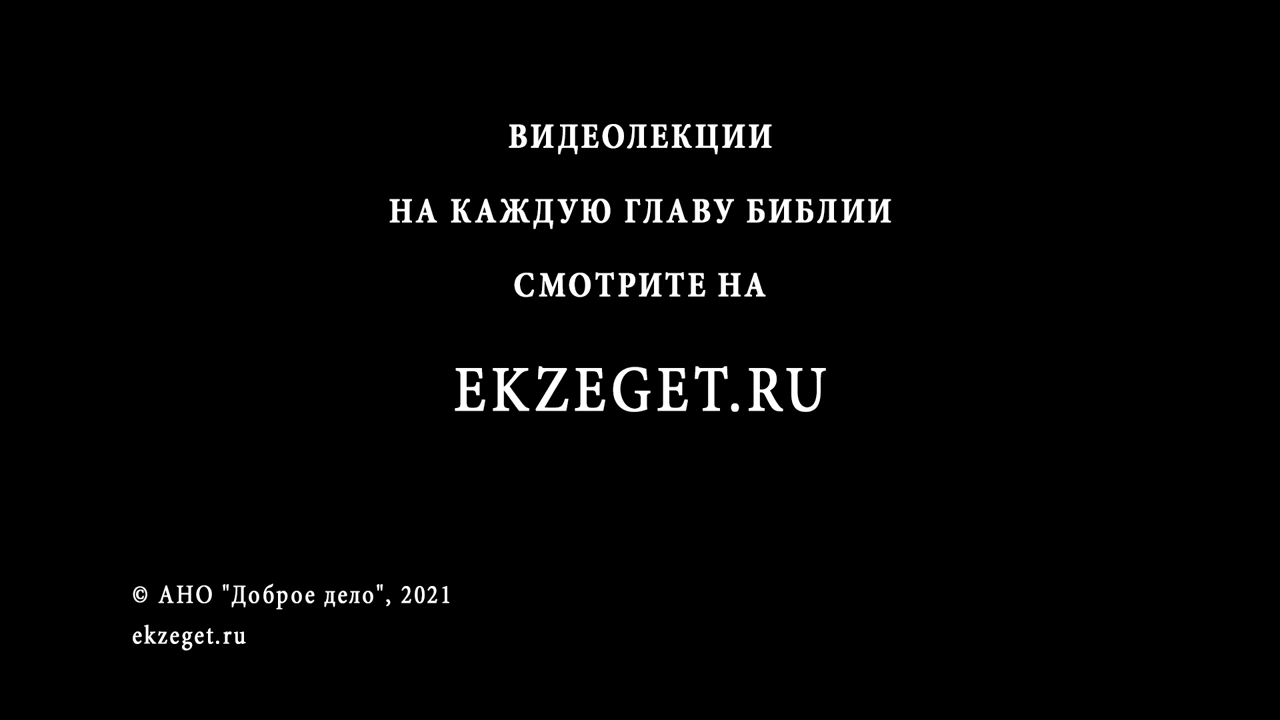 ВИДЕОЛЕКЦИИ
НА КАЖДУЮ ГЛАВУ БИБЛИИ
СМОТРИТЕ НА
EKZEGET.RU
© АНО "Доброе дело", 2021
ekzeget.ru